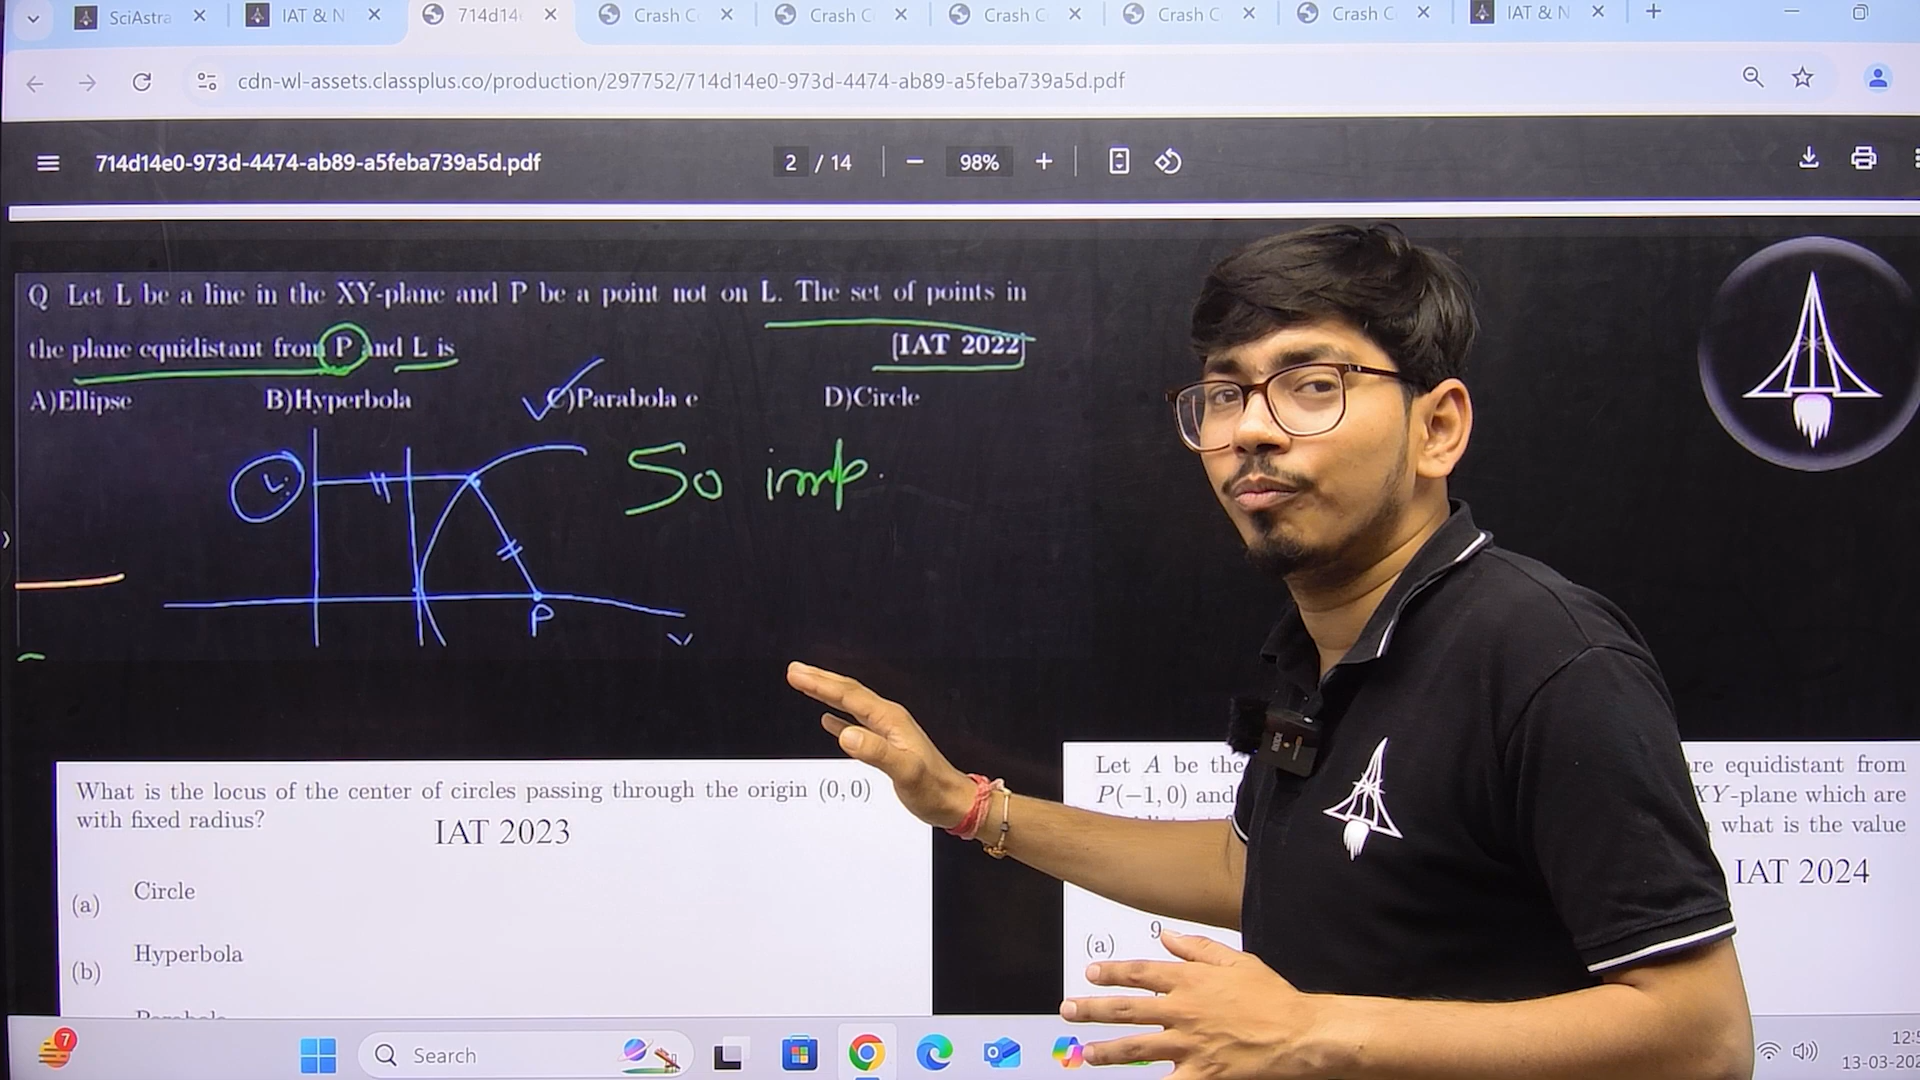 SciAstra
IAT & N
714d14
Crash C
Crash C
Crash C
Crash C
Crash C
IAT & N
cdn-wl-assets.classplus.co/production/297752/714d14e0-973d-4474-ab89-a5feba739a5d.pdf
714d14e0-973d-4474-ab89-a5feba739a5d.pdf
2 / 14
98%
Q Let L be a line in the XY-plane and P be a point not on L. The set of points in
the plane equidistant from P and L is
[IAT 2022]
A)Ellipse B)Hyperbola C)Parabola c D)Circle
L
So imp.
P
What is the locus of the center of circles passing through the origin (0,0)
with fixed radius?
IAT 2023
(a) Circle
(b) Hyperbola
Let A be the
re equidistant from
P(−1,0) and
XY-plane which are
what is the value
IAT 2024
(a) 9
7
Search
12:5
13-03-202